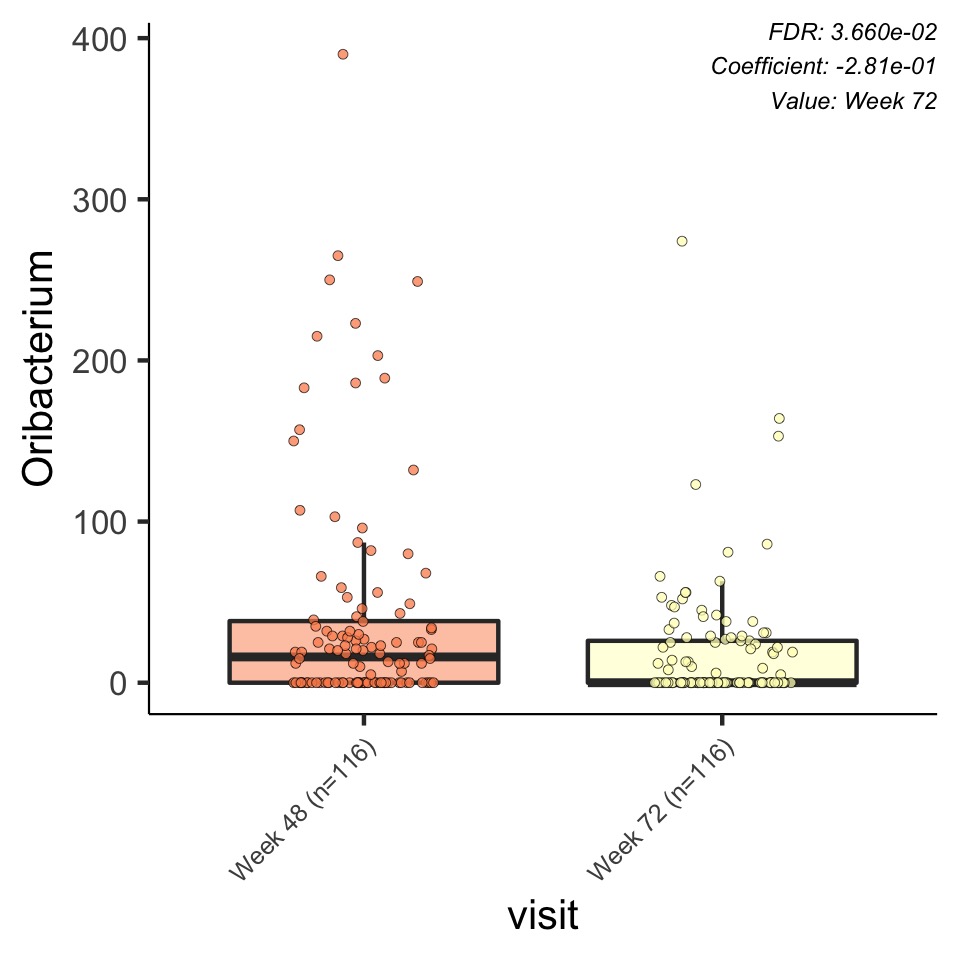 FDR: 3.660e-02
Coefficient: -2.81e-01
Value: Week 72
400
300
200
100
0
Oribacterium
Week 48 (n=116)
Week 72 (n=116)
visit